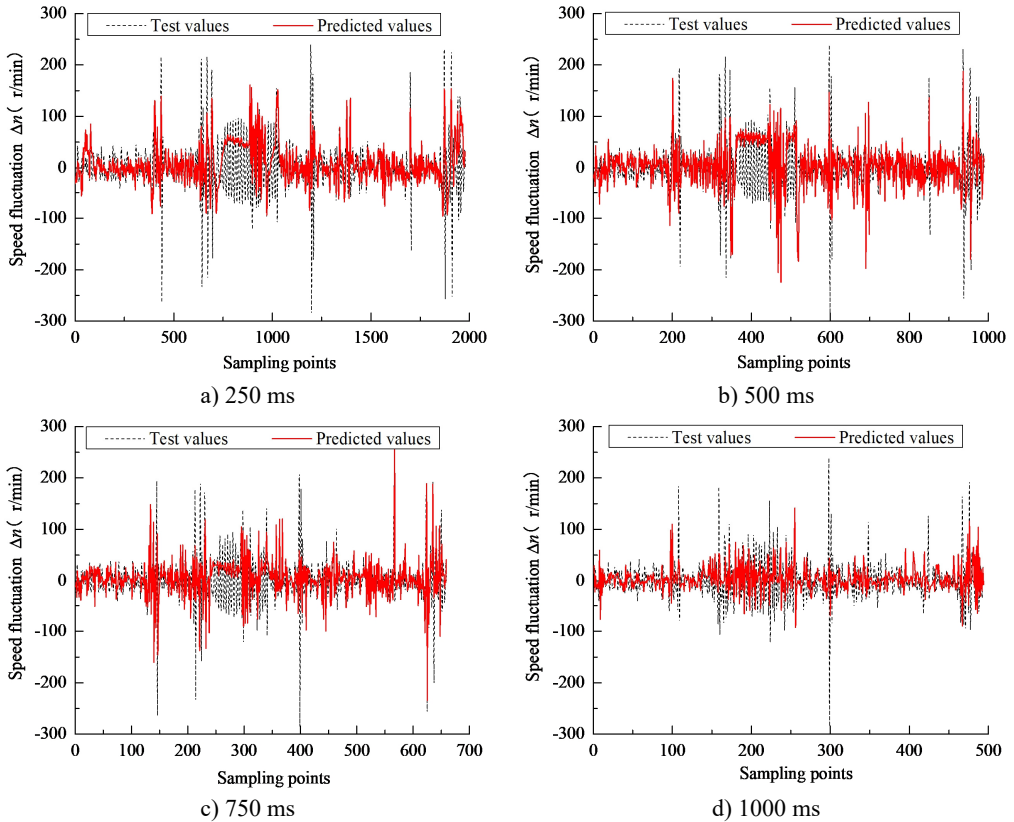 Test values Predicted values
Speed fluctuation Δn( r/min)
300
200
100
0
-100
-200
-300
0 500 1000 1500 2000
Sampling points
a) 250 ms
Test values Predicted values
Speed fluctuation Δn( r/min)
300
200
100
0
-100
-200
-300
0 200 400 600 800 1000
Sampling points
b) 500 ms
Test values Predicted values
Speed fluctuation Δn( r/min)
300
200
100
0
-100
-200
-300
0 100 200 300 400 500 600 700
Sampling points
c) 750 ms
Test values Predicted values
Speed fluctuation Δn( r/min)
300
200
100
0
-100
-200
-300
0 100 200 300 400 500
Sampling points
d) 1000 ms